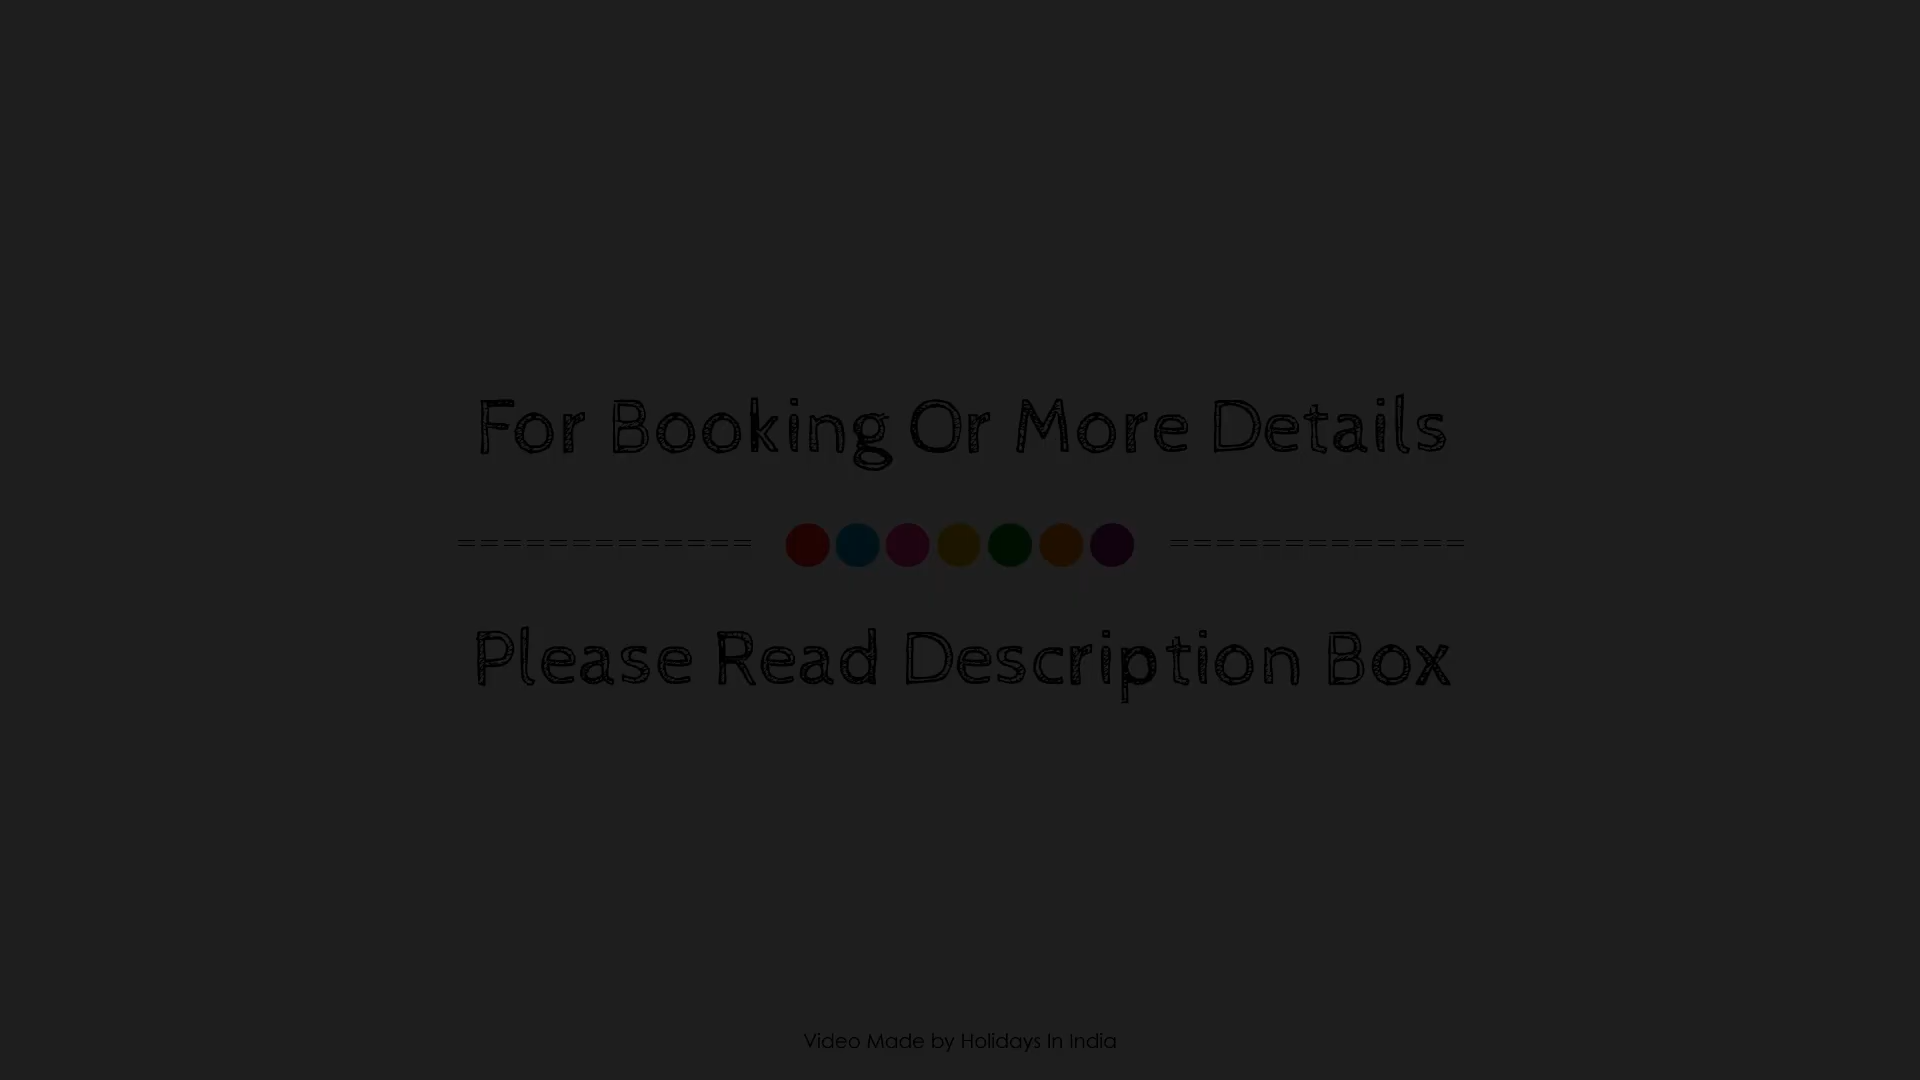 For Booking Or More Details
============= =============
Please Read Description Box
Video Made by Holidays In India